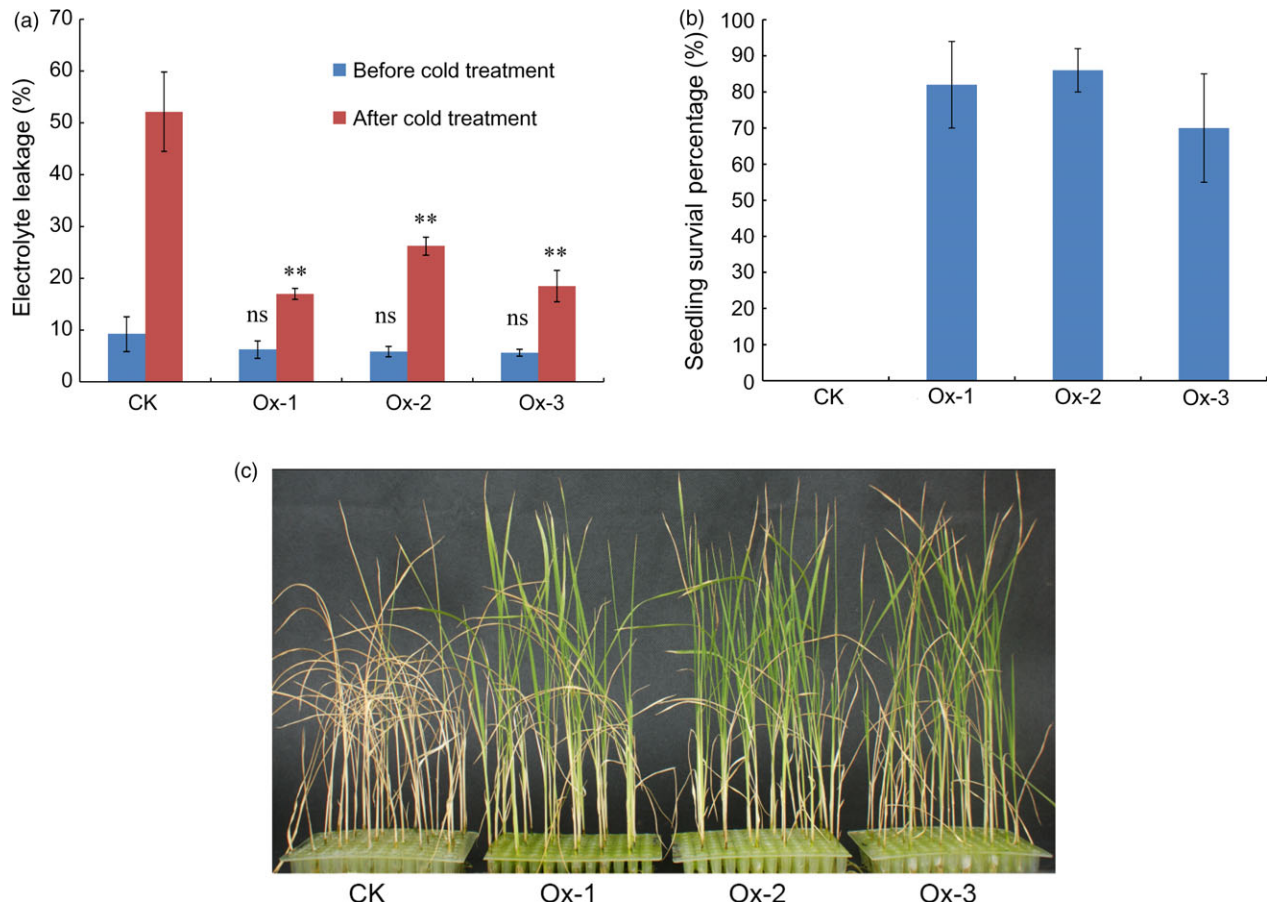 (a)
70
60
50
40
30
20
10
0
Electrolyte leakage (%)
Before cold treatment
After cold treatment
ns
**
ns
**
ns
**
CK
Ox-1
Ox-2
Ox-3
(b)
100
90
80
70
60
50
40
30
20
10
0
Seedling survial percentage (%)
CK
Ox-1
Ox-2
Ox-3
(c)
CK
Ox-1
Ox-2
Ox-3